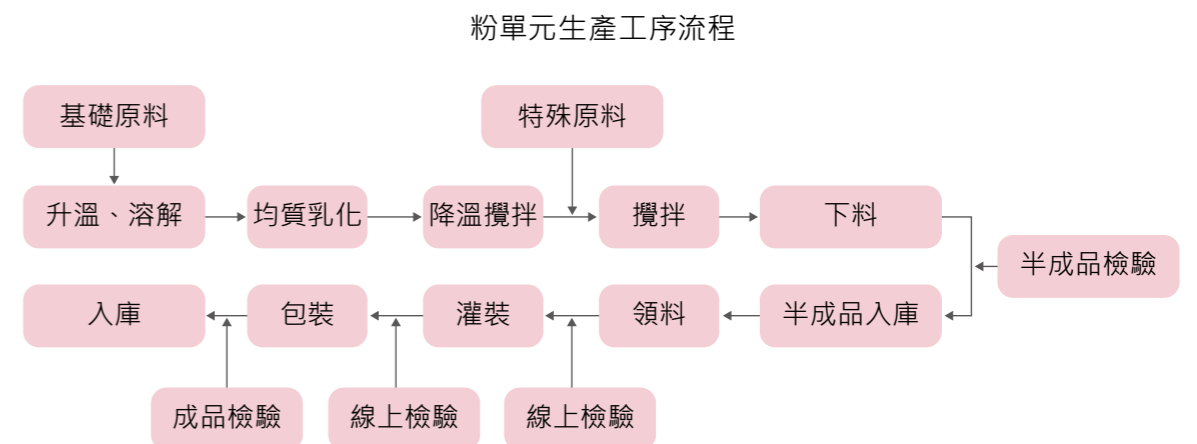 粉單元生產工序流程
基礎原料
特殊原料
升溫、溶解
均質乳化
降溫攪拌
攪拌
下料
半成品檢驗
入庫
包裝
灌裝
領料
半成品入庫
成品檢驗
線上檢驗
線上檢驗